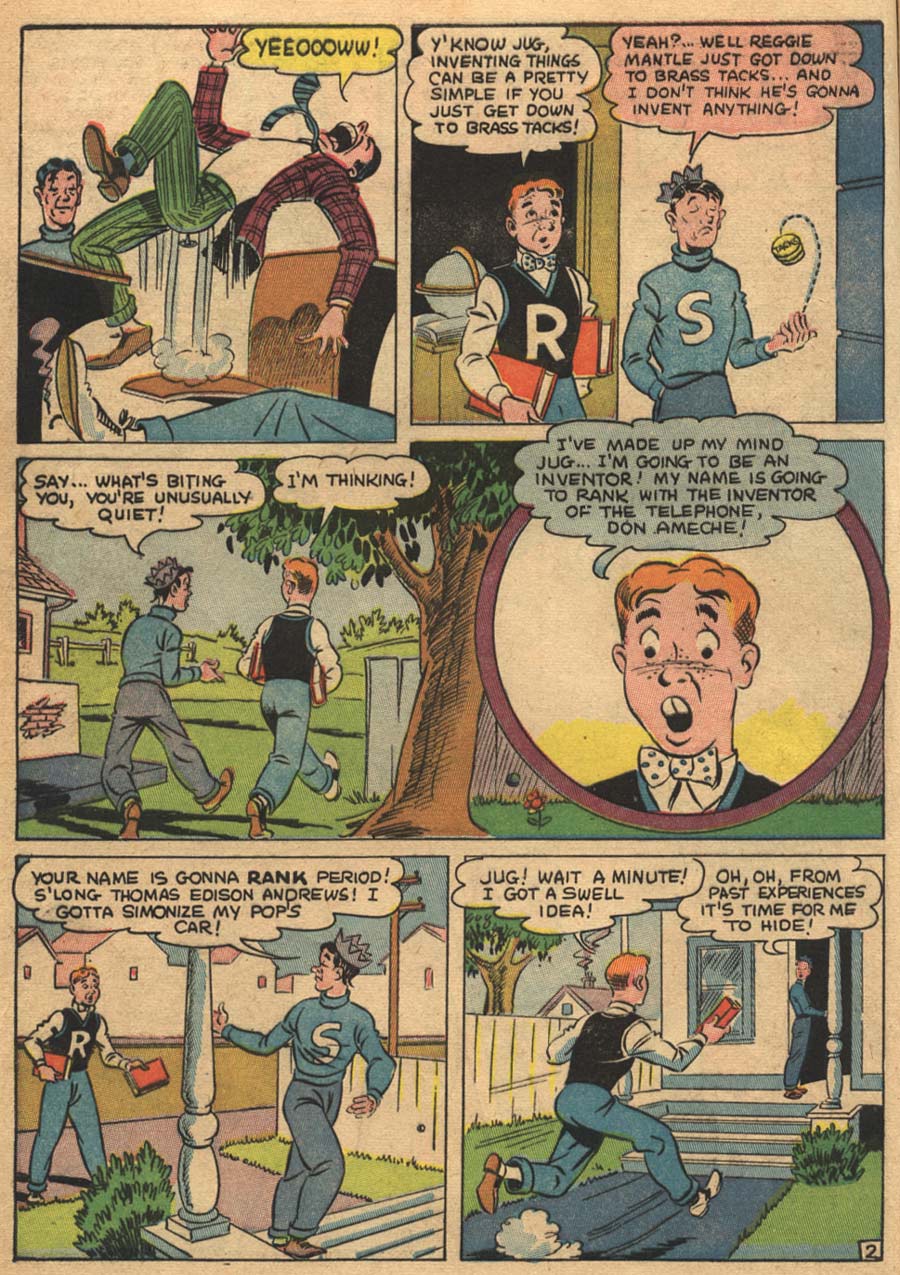 YEEOOOWW!
Y'KNOW JUG,
INVENTING THINGS
CAN BE A PRETTY
SIMPLE IF YOU
JUST GET DOWN
TO BRASS TACKS!
YEAH?... WELL REGGIE
MANTLE JUST GOT DOWN
TO BRASS TACKS... AND
I DON'T THINK HE'S GONNA
INVENT ANYTHING!
TACKS
R
S
SAY... WHAT'S BITING
YOU, YOU'RE UNUSUALLY
QUIET!
I'M THINKING!
I'VE MADE UP MY MIND
JUG... I'M GOING TO BE AN
INVENTOR! MY NAME IS GOING
TO RANK WITH THE INVENTOR
OF THE TELEPHONE,
DON AMECHE!
YOUR NAME IS GONNA RANK PERIOD!
S'LONG THOMAS EDISON ANDREWS! I
GOTTA SIMONIZE MY POP'S
CAR!
R
S
JUG! WAIT A MINUTE!
I GOT A SWELL
IDEA!
OH, OH, FROM
PAST EXPERIENCES
IT'S TIME FOR ME
TO HIDE!
2